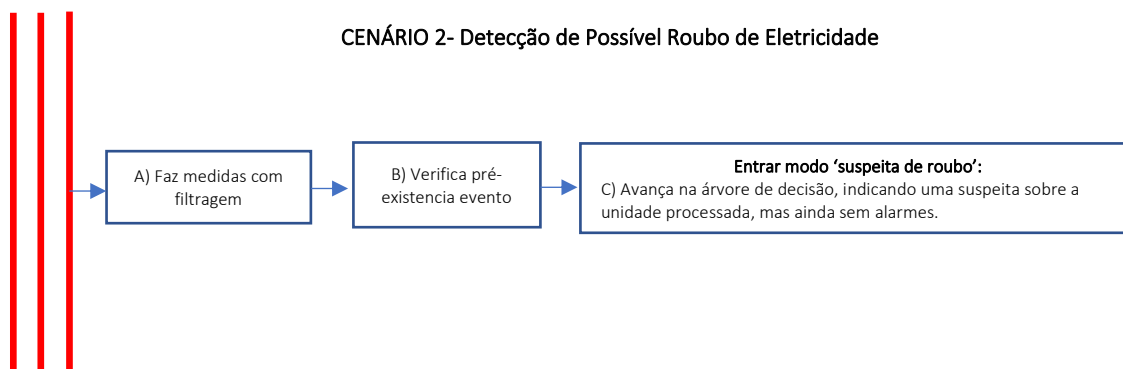 CENÁRIO 2- Detecção de Possível Roubo de Eletricidade
A) Faz medidas com
filtragem
B) Verifica pré-
existencia evento
Entrar modo ‘suspeita de roubo’:
C) Avança na árvore de decisão, indicando uma suspeita sobre a
unidade processada, mas ainda sem alarmes.